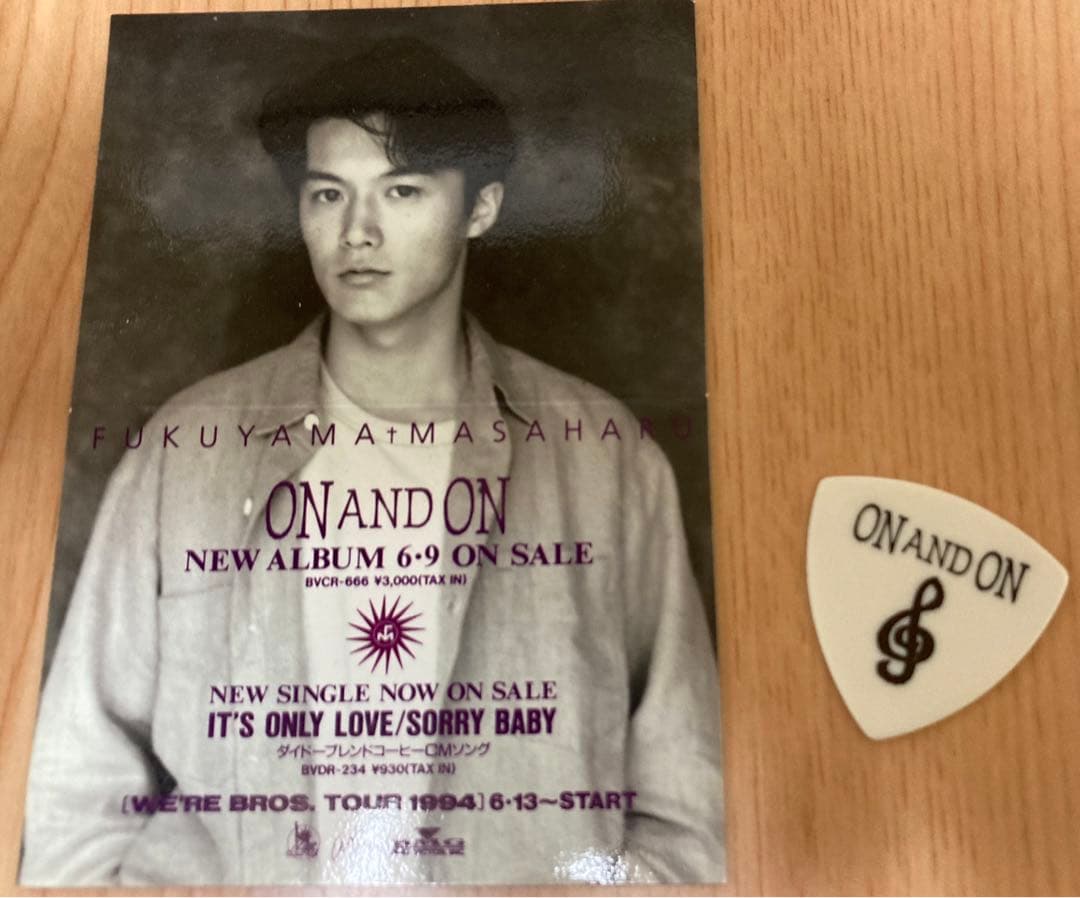 FUKUYAMA†MASAHARU
ON AND ON
NEW ALBUM 6•9 ON SALE
BVCR-666 ¥3,000(TAX IN)
NEW SINGLE NOW ON SALE
IT'S ONLY LOVE/SORRY BABY
ダイドーブレンドコーヒーCMソング
BVDR-234 ¥930(TAX IN)
[WE'RE BROS. TOUR 1994] 6•13~START
ON AND ON